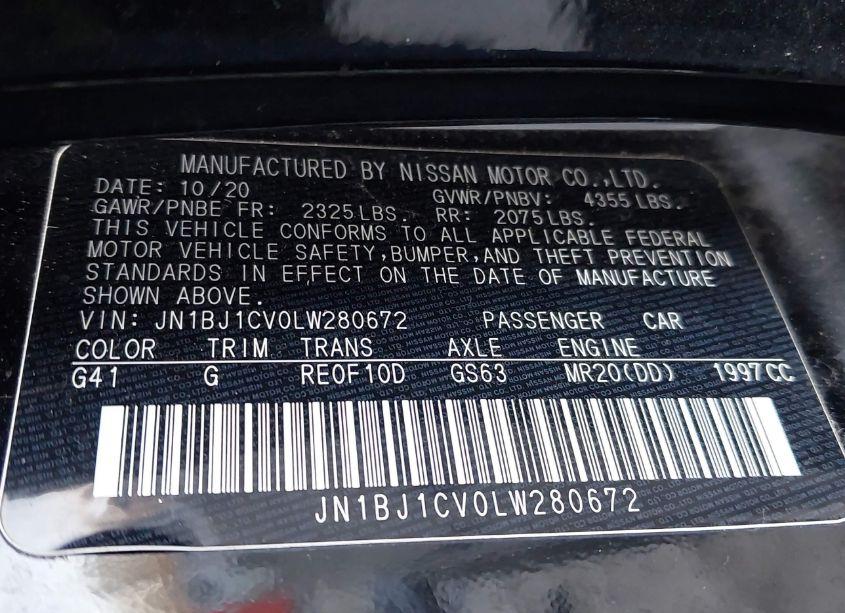 MANUFACTURED BY NISSAN MOTOR CO.,LTD.
DATE: 10/20 GVWR/PNBV: 4355 LBS.
GAWR/PNBE FR: 2325 LBS. RR: 2075 LBS.
THIS VEHICLE CONFORMS TO ALL APPLICABLE FEDERAL
MOTOR VEHICLE SAFETY,BUMPER,AND THEFT PREVENTION
STANDARDS IN EFFECT ON THE DATE OF MANUFACTURE
SHOWN ABOVE.
VIN: JN1BJ1CV0LW280672 PASSENGER CAR
COLOR TRIM TRANS AXLE ENGINE
G41 G RE0F10D GS63 MR20(DD) 1997CC
JN1BJ1CV0LW280672